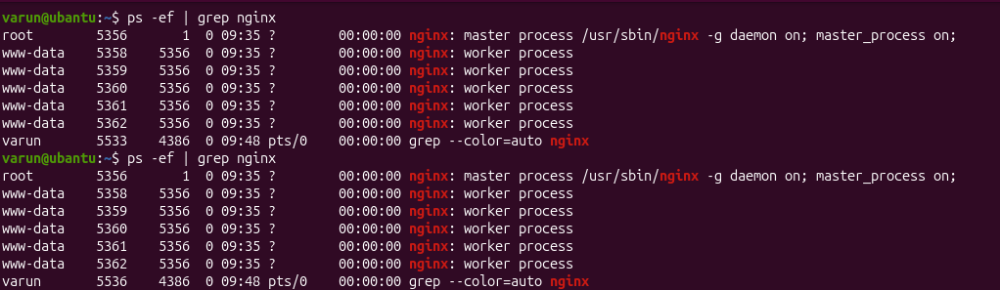 varun@ubantu:~$ ps -ef | grep nginx
root        5356       1  0 09:35 ?        00:00:00 nginx: master process /usr/sbin/nginx -g daemon on; master_process on;
www-data    5358    5356  0 09:35 ?        00:00:00 nginx: worker process
www-data    5359    5356  0 09:35 ?        00:00:00 nginx: worker process
www-data    5360    5356  0 09:35 ?        00:00:00 nginx: worker process
www-data    5361    5356  0 09:35 ?        00:00:00 nginx: worker process
www-data    5362    5356  0 09:35 ?        00:00:00 nginx: worker process
varun       5533    4386  0 09:48 pts/0    00:00:00 grep --color=auto nginx
varun@ubantu:~$ ps -ef | grep nginx
root        5356       1  0 09:35 ?        00:00:00 nginx: master process /usr/sbin/nginx -g daemon on; master_process on;
www-data    5358    5356  0 09:35 ?        00:00:00 nginx: worker process
www-data    5359    5356  0 09:35 ?        00:00:00 nginx: worker process
www-data    5360    5356  0 09:35 ?        00:00:00 nginx: worker process
www-data    5361    5356  0 09:35 ?        00:00:00 nginx: worker process
www-data    5362    5356  0 09:35 ?        00:00:00 nginx: worker process
varun       5536    4386  0 09:48 pts/0    00:00:00 grep --color=auto nginx